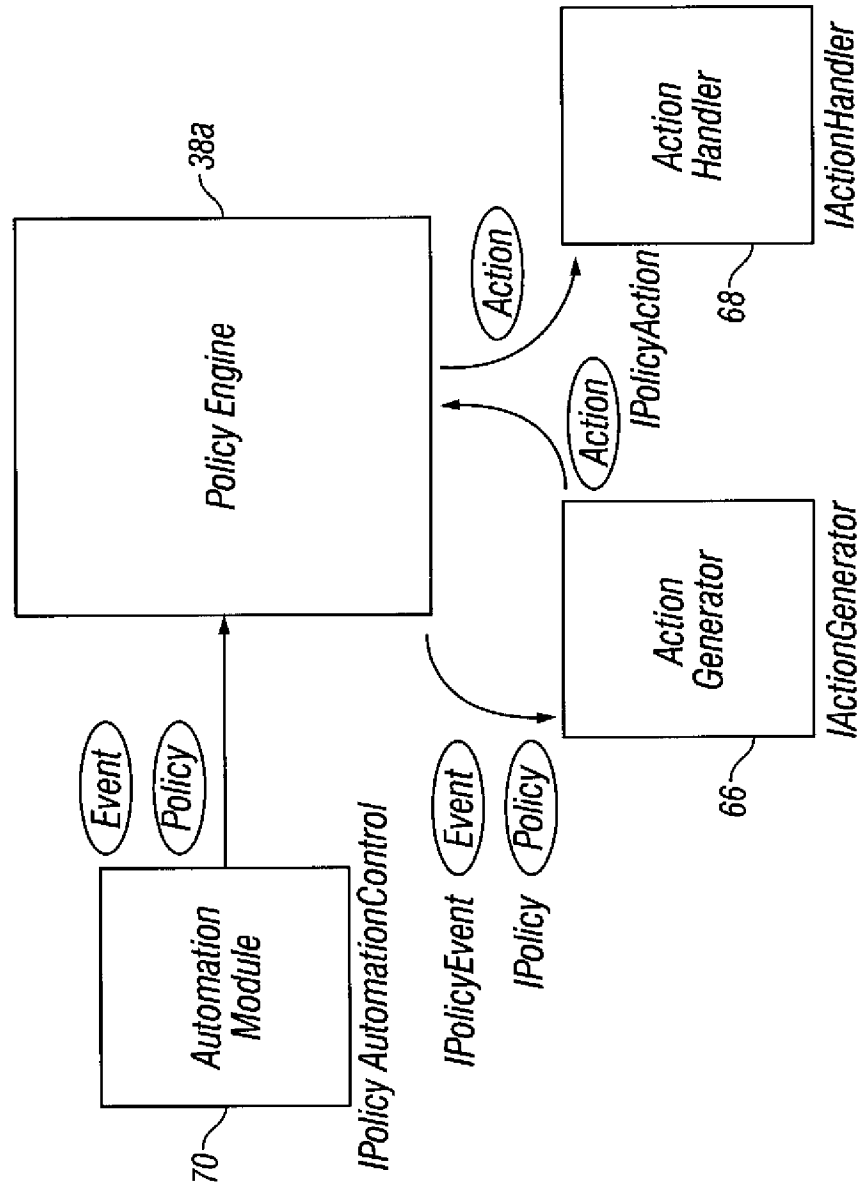 38a
Policy Engine
Event
Policy
Automation
Module
70
IPolicy AutomationControl
Action
IPolicyEvent Event
IPolicy Policy
Action
IPolicyAction
Action
Generator
66
IActionGenerator
Action
Handler
68
IActionHandler